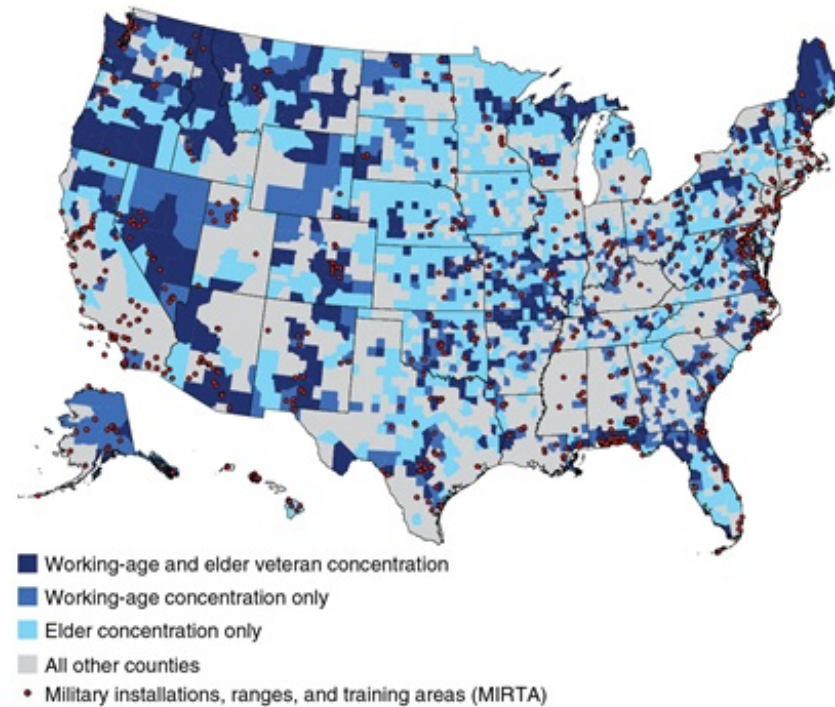 Working-age and elder veteran concentration
Working-age concentration only
Elder concentration only
All other counties
Military installations, ranges, and training areas (MIRTA)